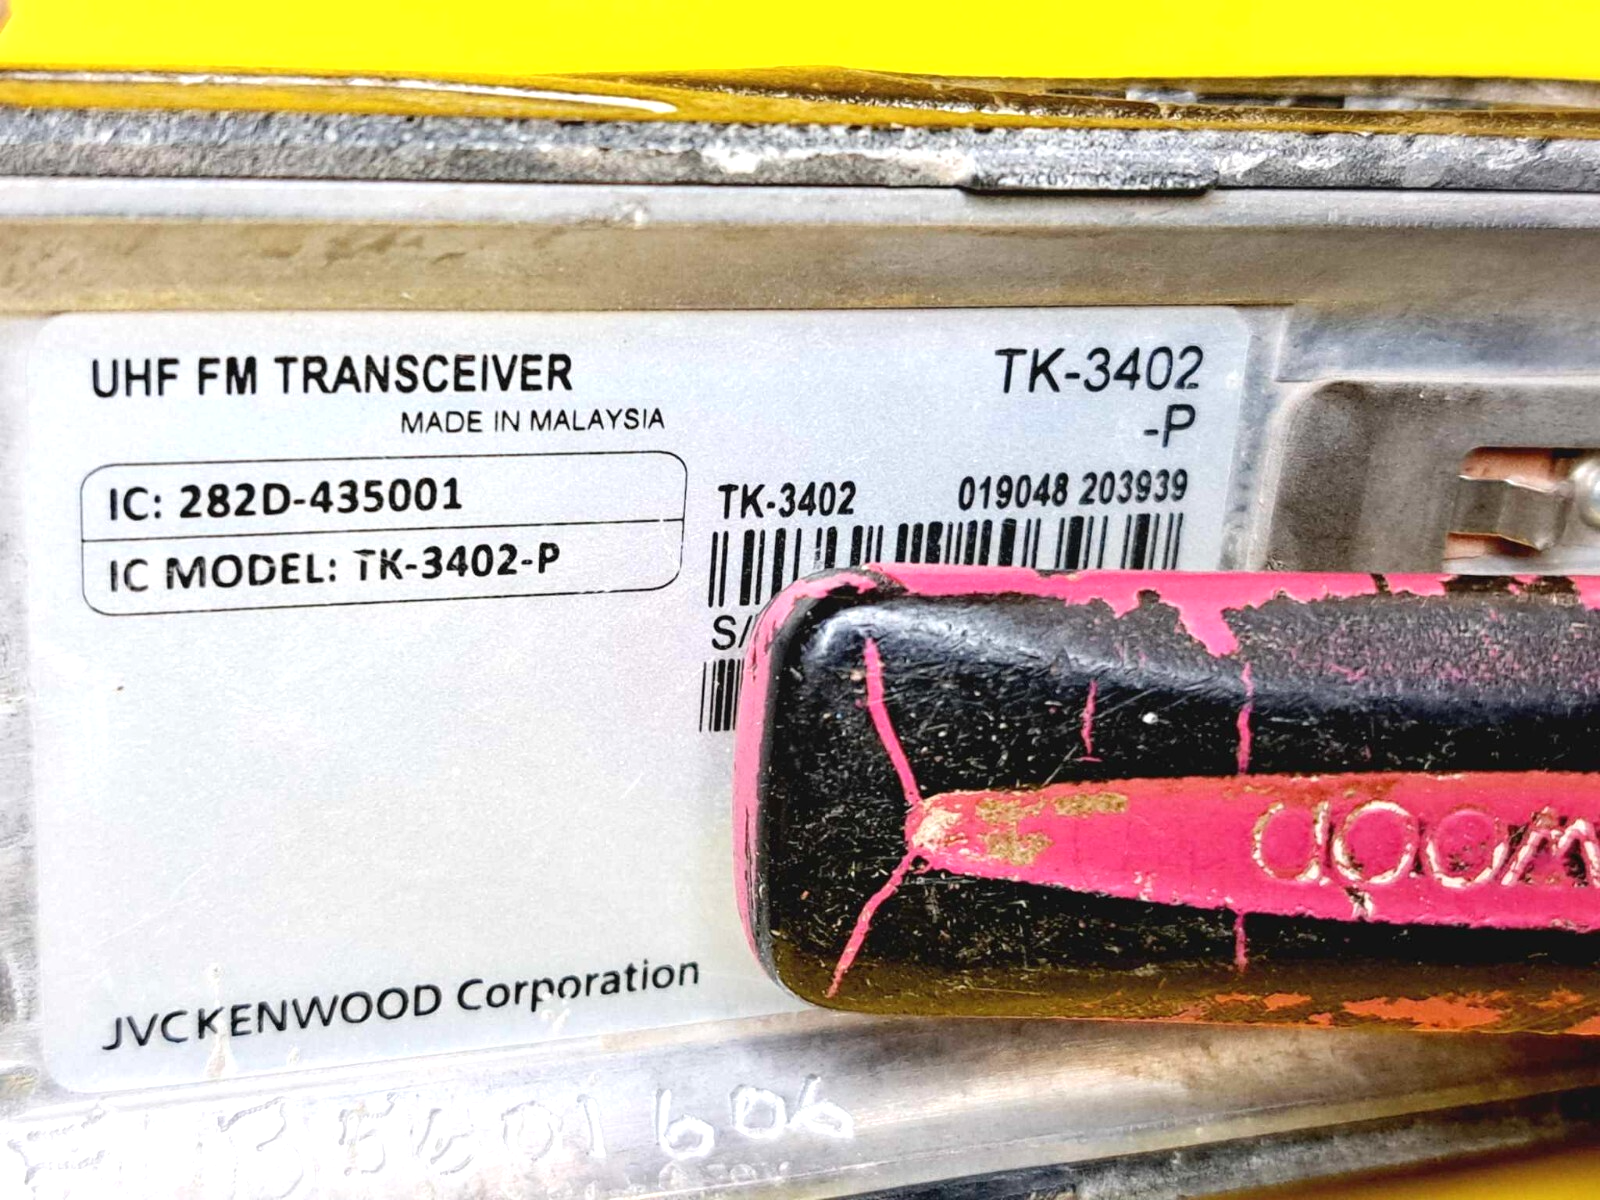 UHF FM TRANSCEIVER
MADE IN MALAYSIA
TK-3402
-P
IC: 282D-435001
IC MODEL: TK-3402-P
TK-3402 019048 203939
S/
JVCKENWOOD Corporation